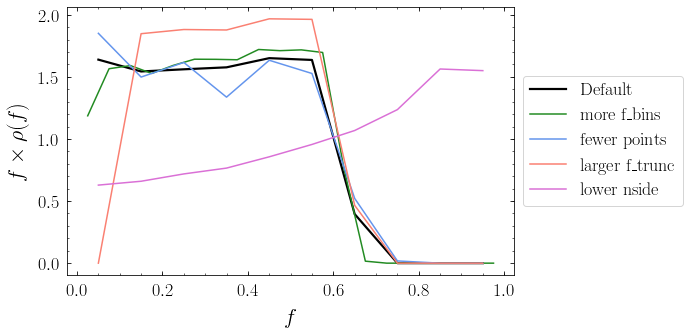 2.0
1.5
1.0
0.5
0.0
f × ρ(f)
0.0 0.2 0.4 0.6 0.8 1.0
f
Default
more f_bins
fewer points
larger f_trunc
lower nside